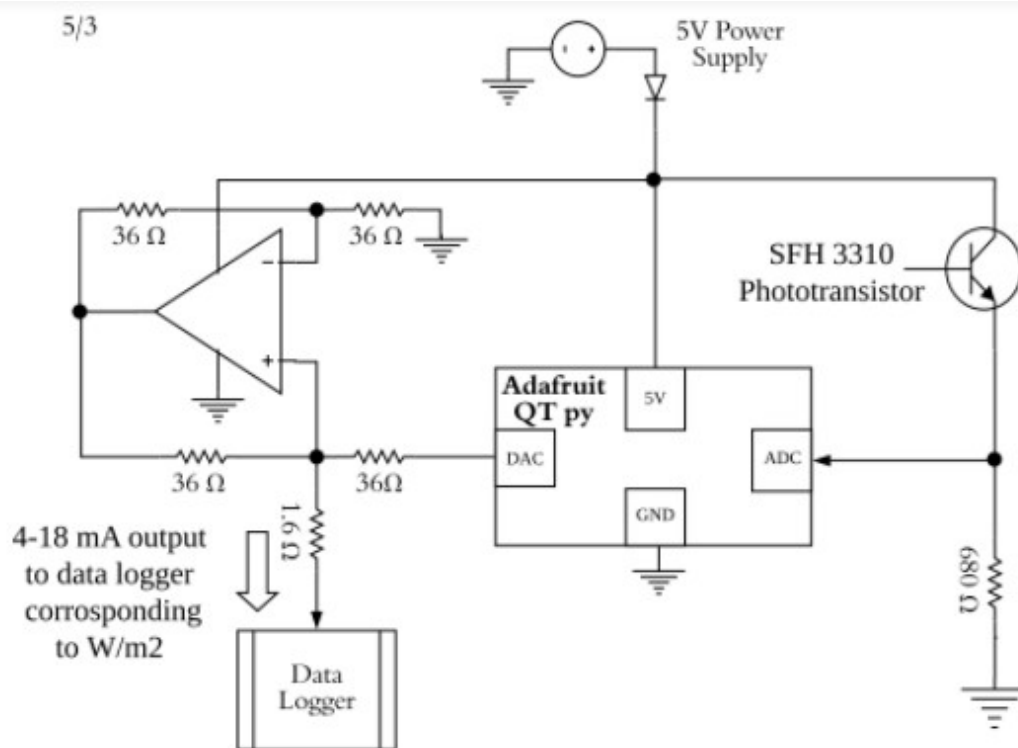 5/3
5V Power
Supply
36 Ω
36 Ω
SFH 3310
Phototransistor
Adafruit
QT py
5V
DAC
ADC
GND
36 Ω
36Ω
1.6 Ω
680 Ω
4-18 mA output
to data logger
corrosponding
to W/m2
Data
Logger